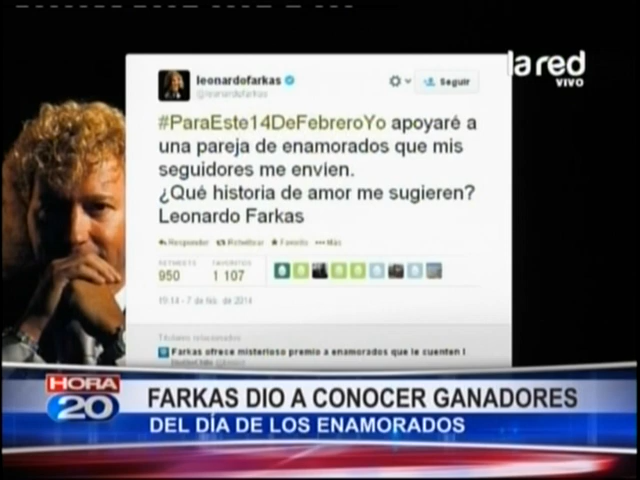 leonardofarkas
@leonardofarkas
Seguir
la red
VIVO
#ParaEste14DeFebreroYo apoyaré a
una pareja de enamorados que mis
seguidores me envien.
¿Qué historia de amor me sugieren?
Leonardo Farkas
Responder Retwittear Favorito Más
RETWEETS FAVORITOS
950 1 107
19:14 - 7 de feb. de 2014
Titulares relacionados
Farkas ofrece misterioso premio a enamorados que le cuenten l
HORA
20
FARKAS DIO A CONOCER GANADORES
DEL DÍA DE LOS ENAMORADOS